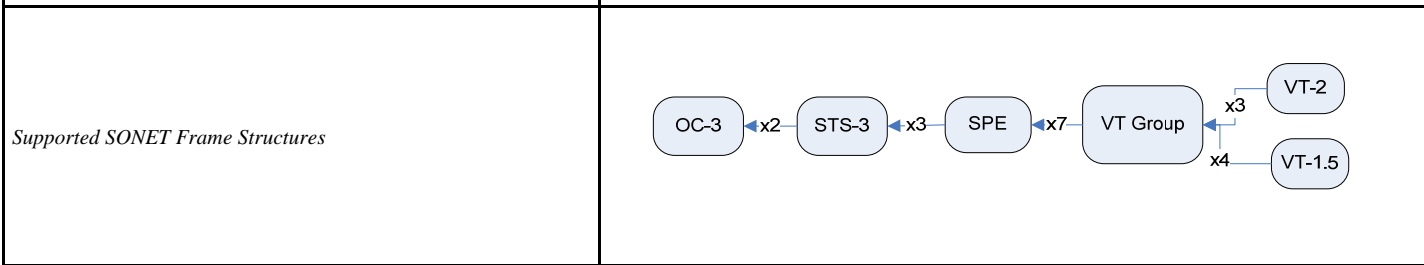 Supported SONET Frame Structures
OC-3
x2
STS-3
x3
SPE
x7
VT Group
x3
VT-2
x4
VT-1.5